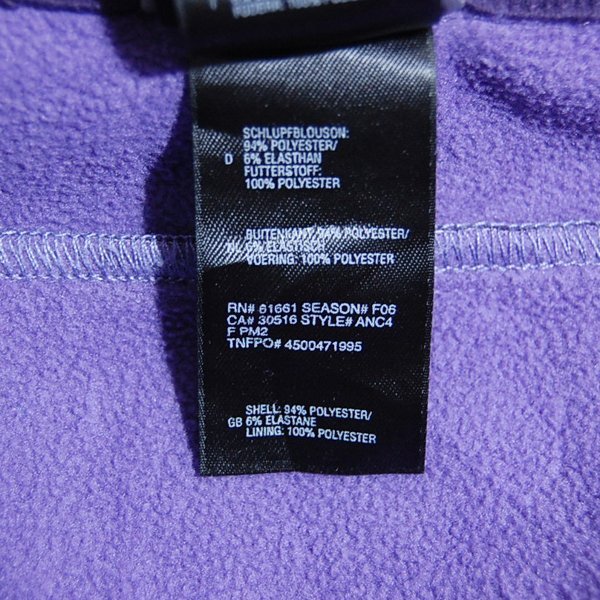 SCHLUPFBLOUSON:
94% POLYESTER/
D 6% ELASTHAN
FUTTERSTOFF:
100% POLYESTER
BUITENKANT: 94% POLYESTER/
NL 6% ELASTISCH
VOERING: 100% POLYESTER
RN# 61661 SEASON# F06
CA# 30516 STYLE# ANC4
F PM2
TNFPO# 4500471995
SHELL: 94% POLYESTER/
GB 6% ELASTANE
LINING: 100% POLYESTER